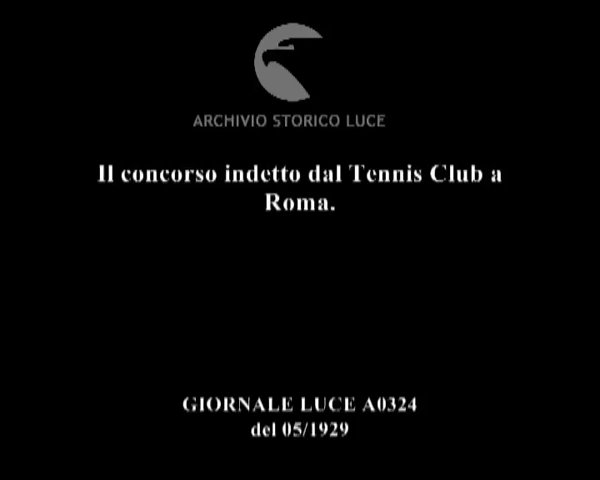 ARCHIVIO STORICO LUCE
Il concorso indetto dal Tennis Club a
Roma.
GIORNALE LUCE A0324
del 05/1929